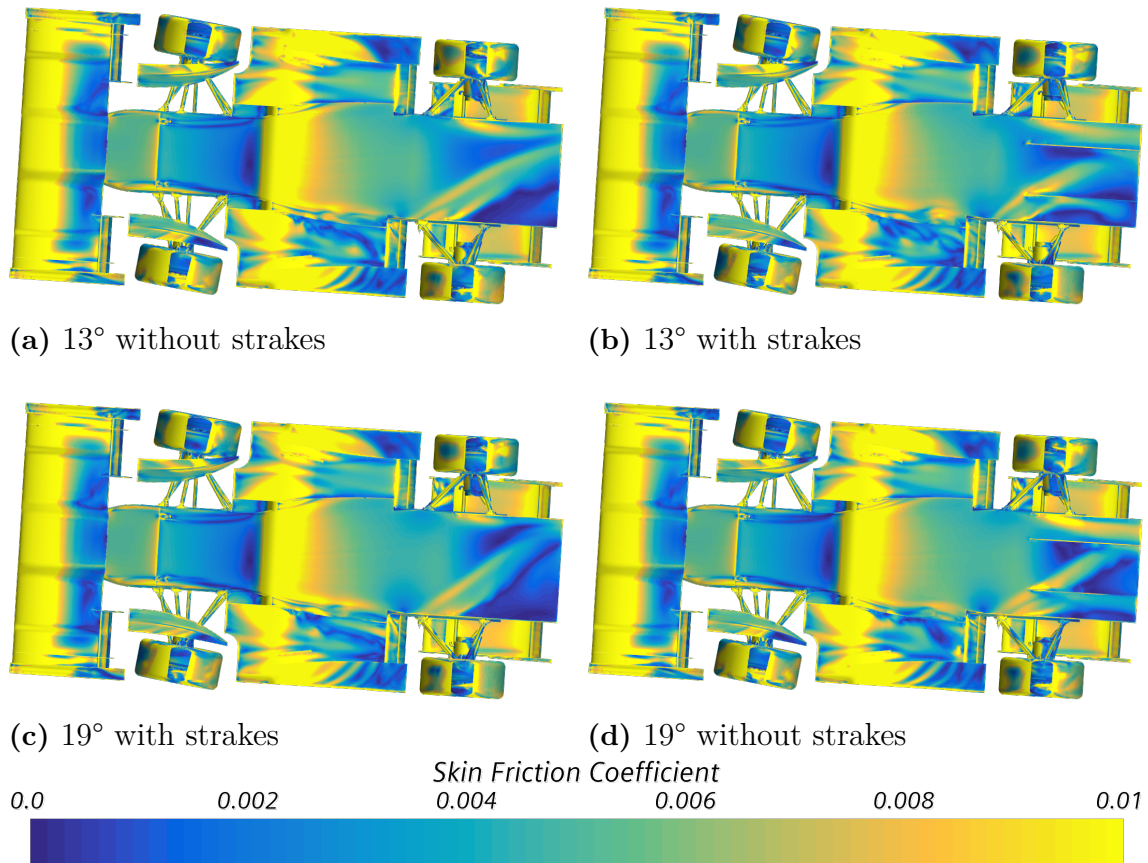 (a) 13° without strakes
(b) 13° with strakes
(c) 19° with strakes
(d) 19° without strakes
Skin Friction Coefficient
0.0 0.002 0.004 0.006 0.008 0.01